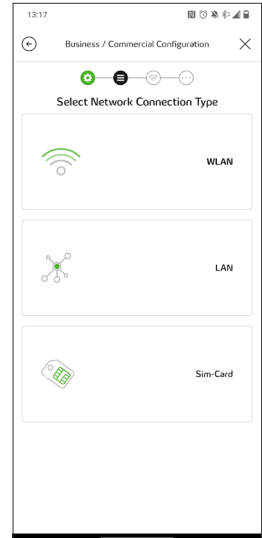 13:17
Business / Commercial Configuration
Select Network Connection Type
WLAN
LAN
Sim-Card